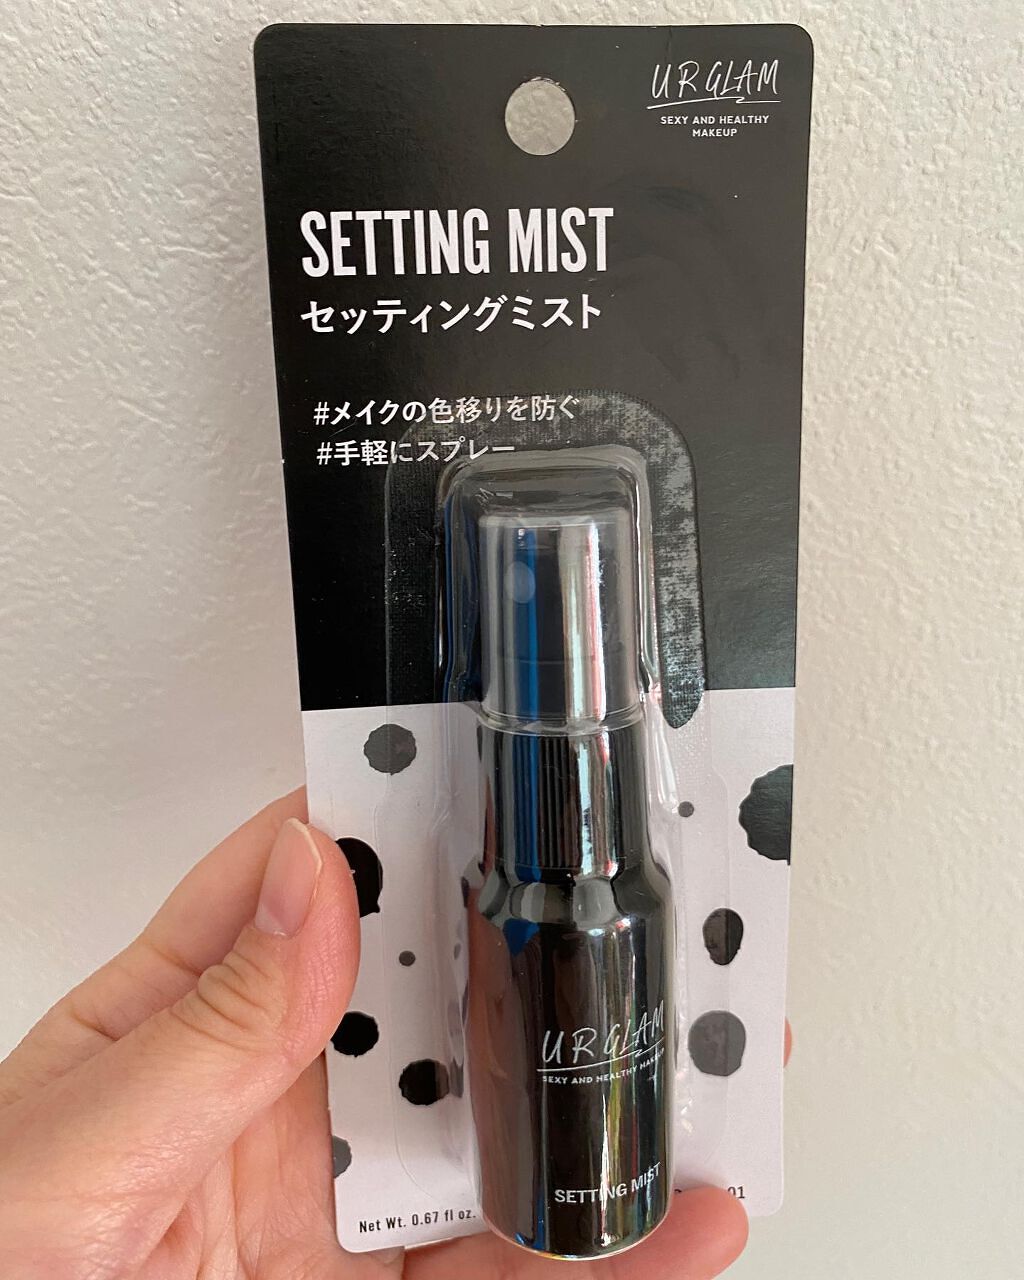 UR GLAM
SEXY AND HEALTHY
MAKEUP
SETTING MIST
セッティングミスト
#メイクの色移りを防ぐ
#手軽にスプレー
UR GLAM
SEXY AND HEALTHY MAKEUP
SETTING MIST
Net Wt. 0.67 fl oz.
01